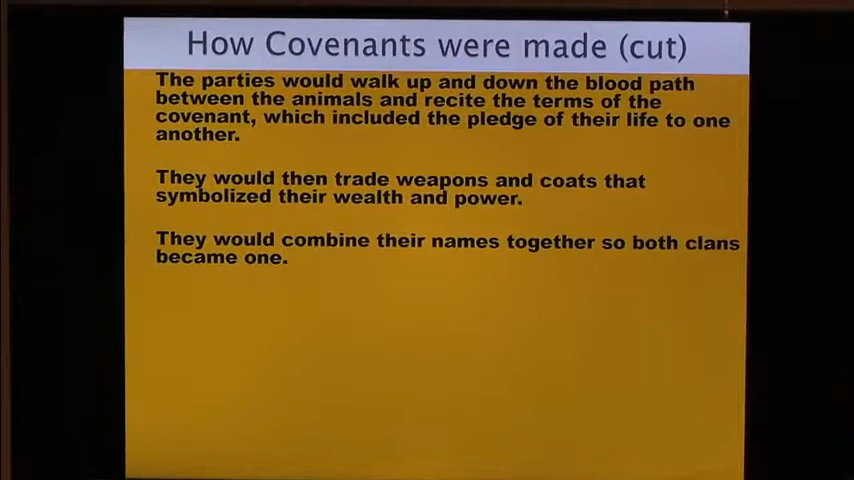 How Covenants were made (cut)
The parties would walk up and down the blood path
between the animals and recite the terms of the
covenant, which included the pledge of their life to one
another.
They would then trade weapons and coats that
symbolized their wealth and power.
They would combine their names together so both clans
became one.